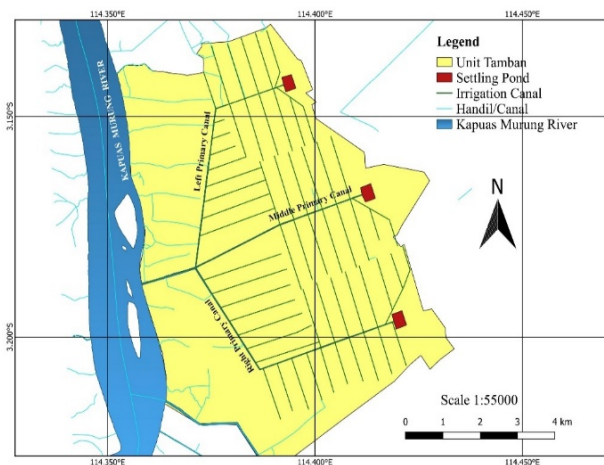 114.350°E
114.400°E
114.450°E
Legend
Unit Tamban
Settling Pond
Irrigation Canal
Handil/Canal
Kapuas Murung River
KAPUAS MURUNG RIVER
3.150°S
Left Primary Canal
Middle Primary Canal
N
Right Primary Canal
3.200°S
Scale 1:55000
0 1 2 3 4 km
114.350°E
114.400°E
114.450°E